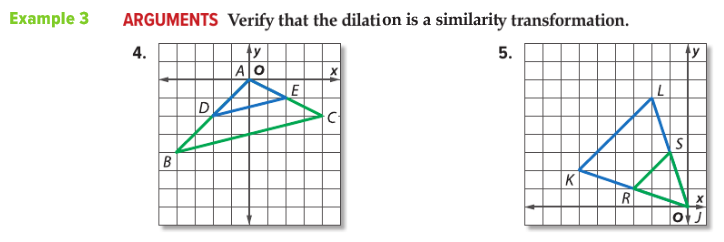 Example 3 ARGUMENTS Verify that the dilation is a similarity transformation.
4.
y
A O x
E
D
C
B
5.
y
L
S
K
R x
O J